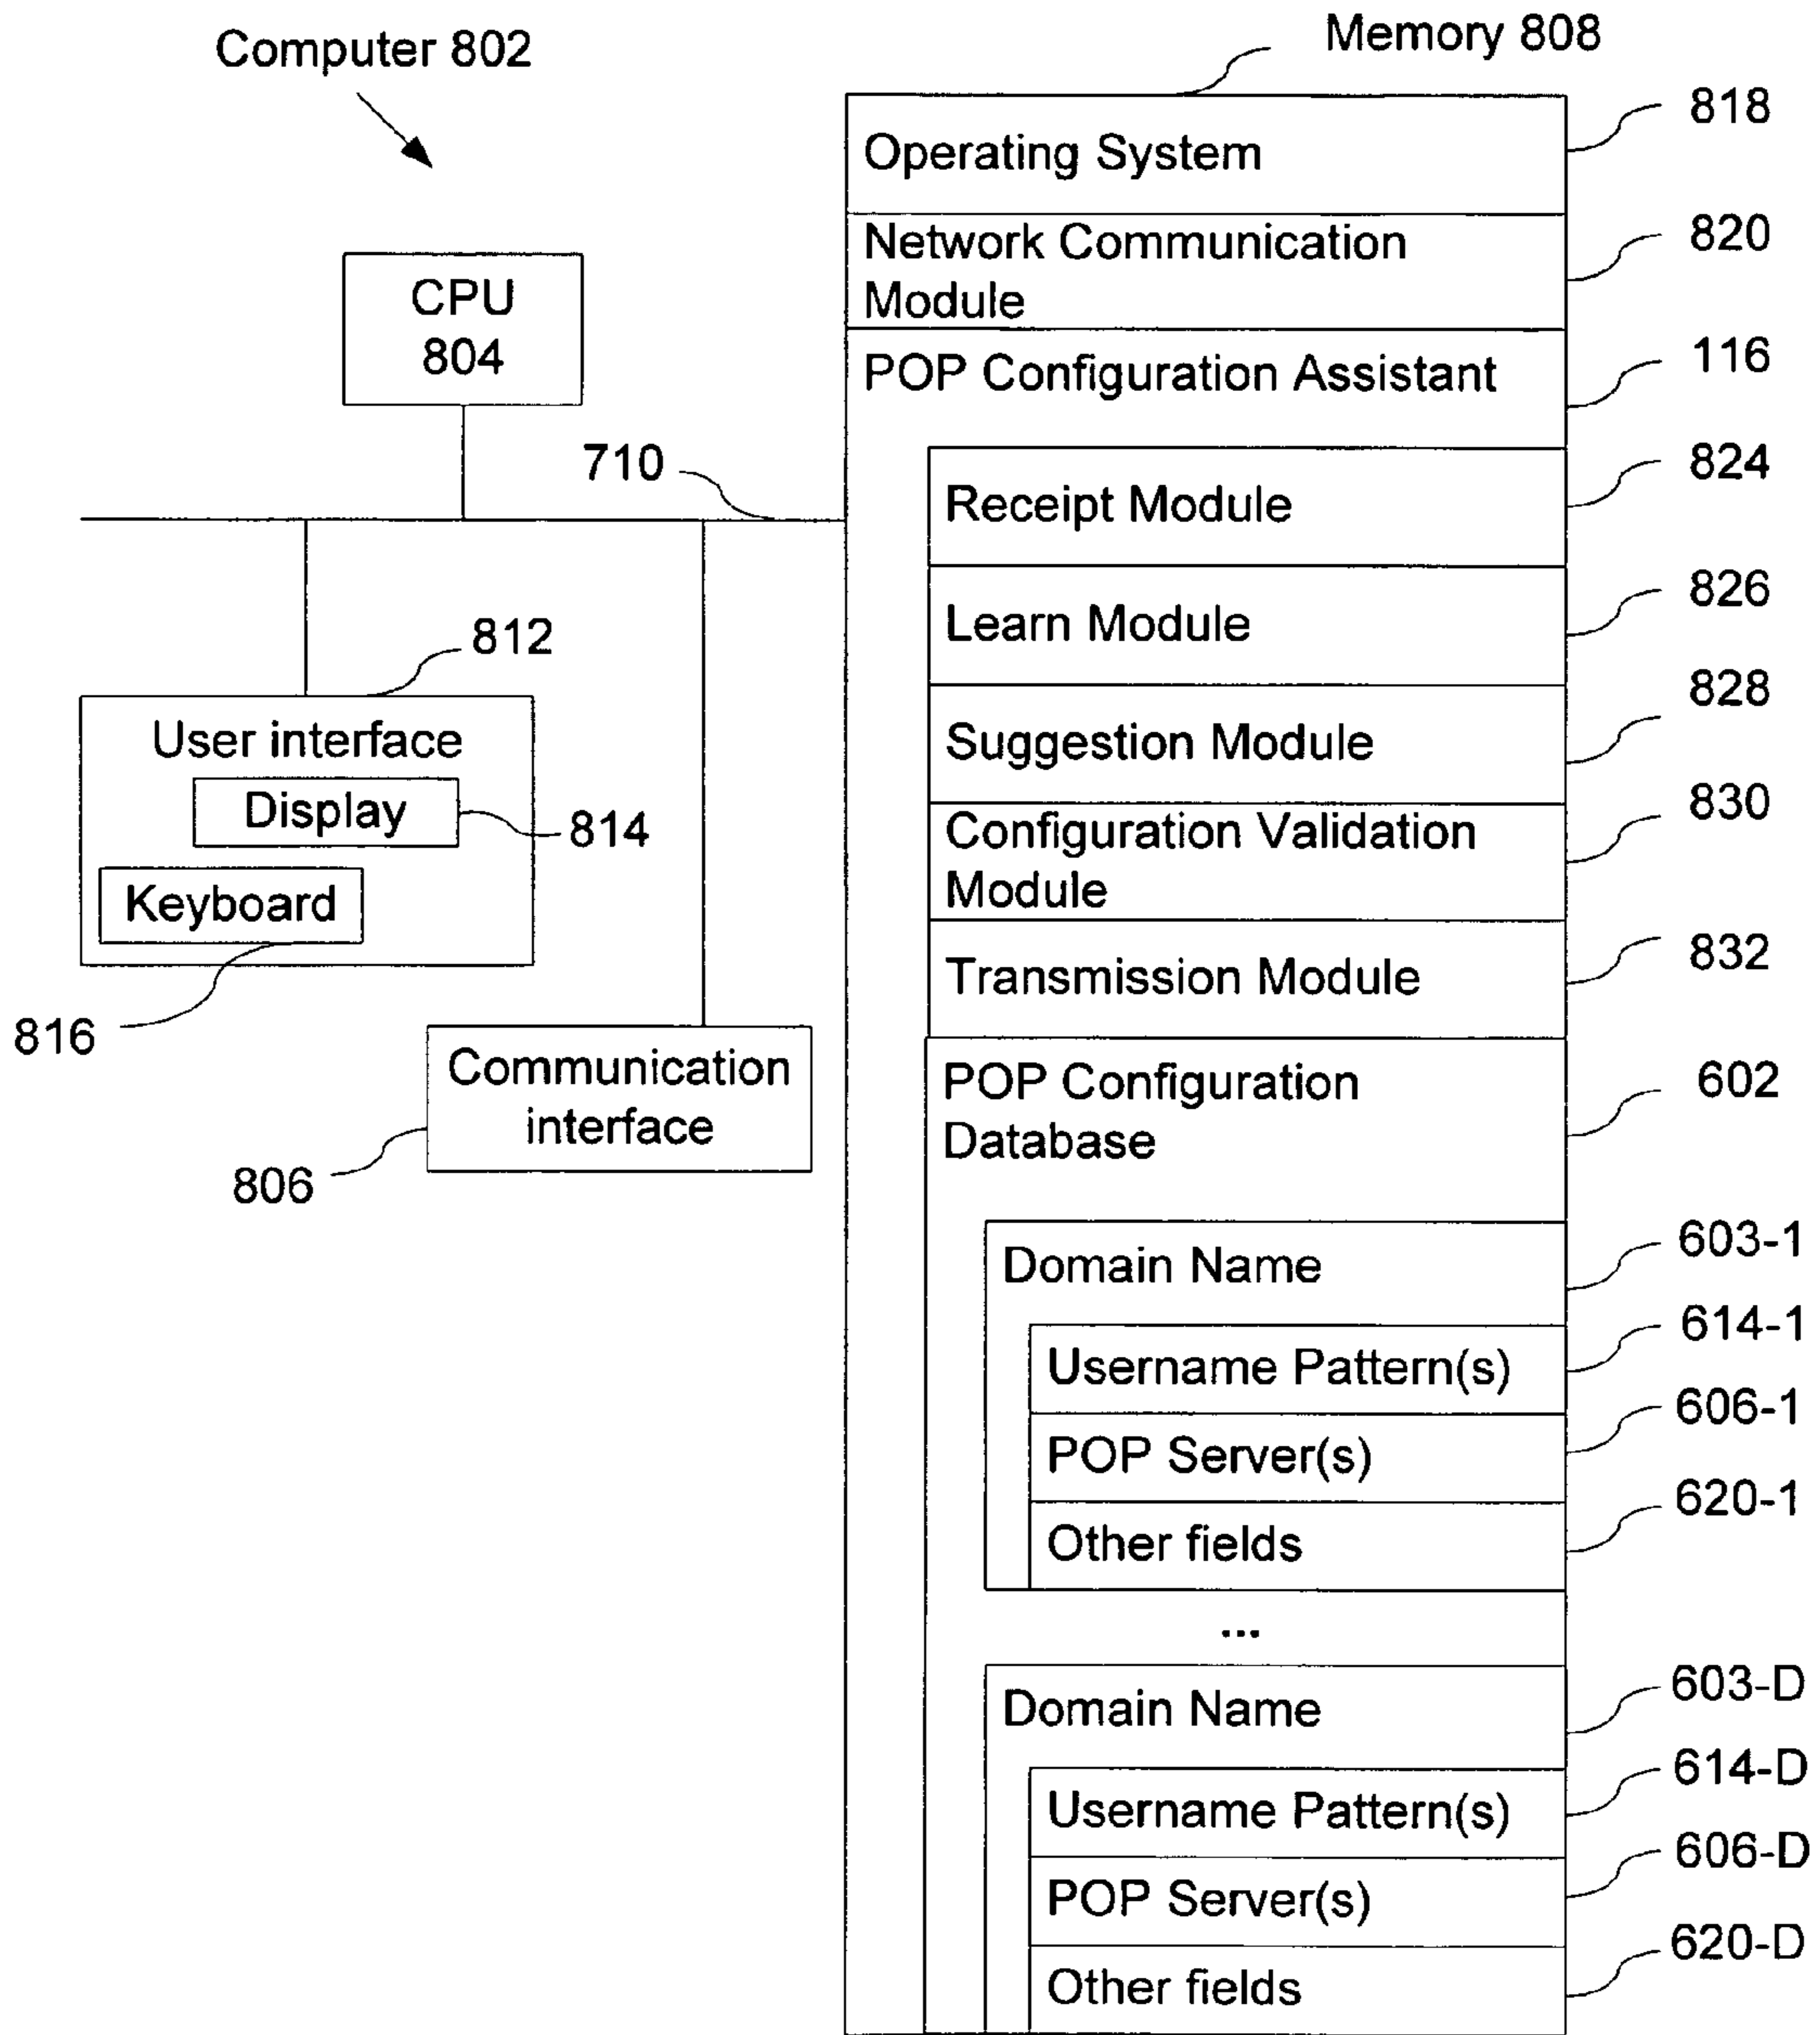 Computer 802
Memory 808
Operating System
818
Network Communication
Module
820
CPU
804
POP Configuration Assistant
116
710
Receipt Module
824
Learn Module
826
812
User interface
Display
814
Keyboard
816
Suggestion Module
828
Configuration Validation
Module
830
Transmission Module
832
Communication
interface
806
POP Configuration
Database
602
Domain Name
603-1
Username Pattern(s)
614-1
POP Server(s)
606-1
Other fields
620-1
...
Domain Name
603-D
Username Pattern(s)
614-D
POP Server(s)
606-D
Other fields
620-D